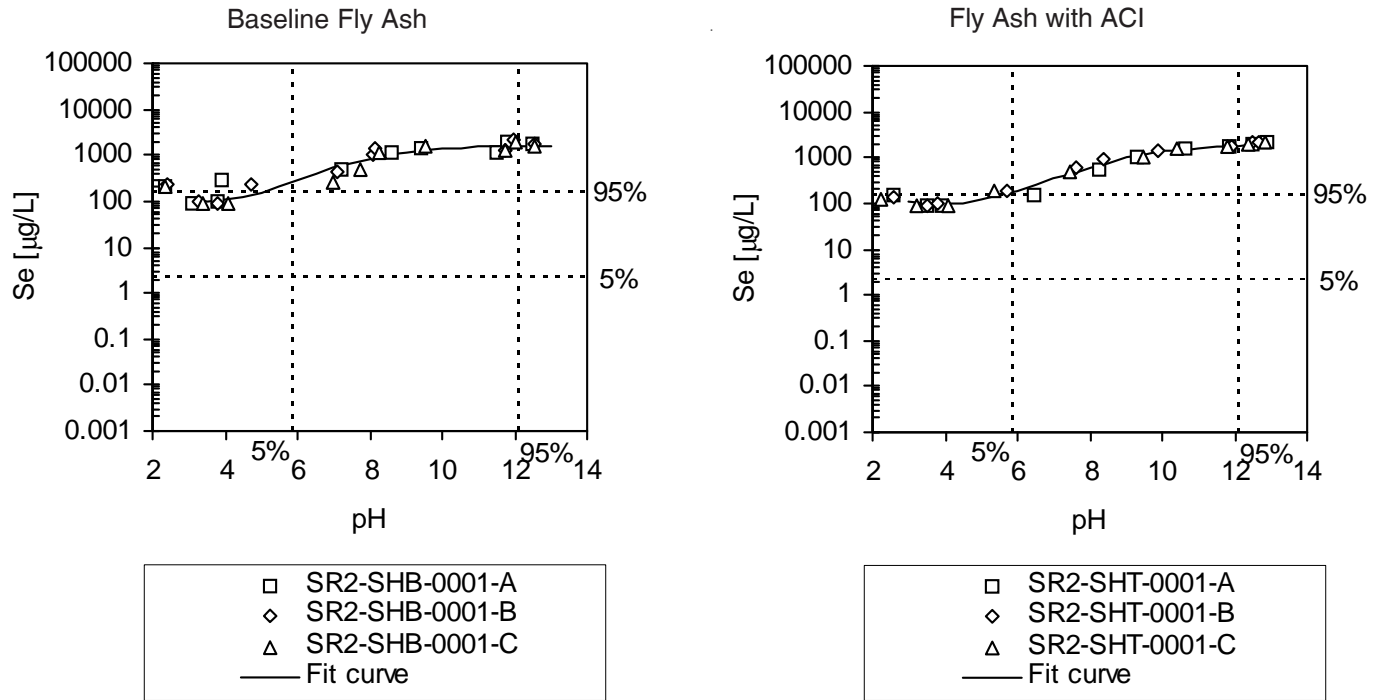 Baseline Fly Ash
Se [µg/L]
100000
10000
1000
100
10
1
0.1
0.01
0.001
95%
5%
5%
95%
2 4 6 8 10 12 14
pH
SR2-SHB-0001-A
SR2-SHB-0001-B
SR2-SHB-0001-C
Fit curve
Fly Ash with ACI
Se [µg/L]
100000
10000
1000
100
10
1
0.1
0.01
0.001
95%
5%
5%
95%
2 4 6 8 10 12 14
pH
SR2-SHT-0001-A
SR2-SHT-0001-B
SR2-SHT-0001-C
Fit curve